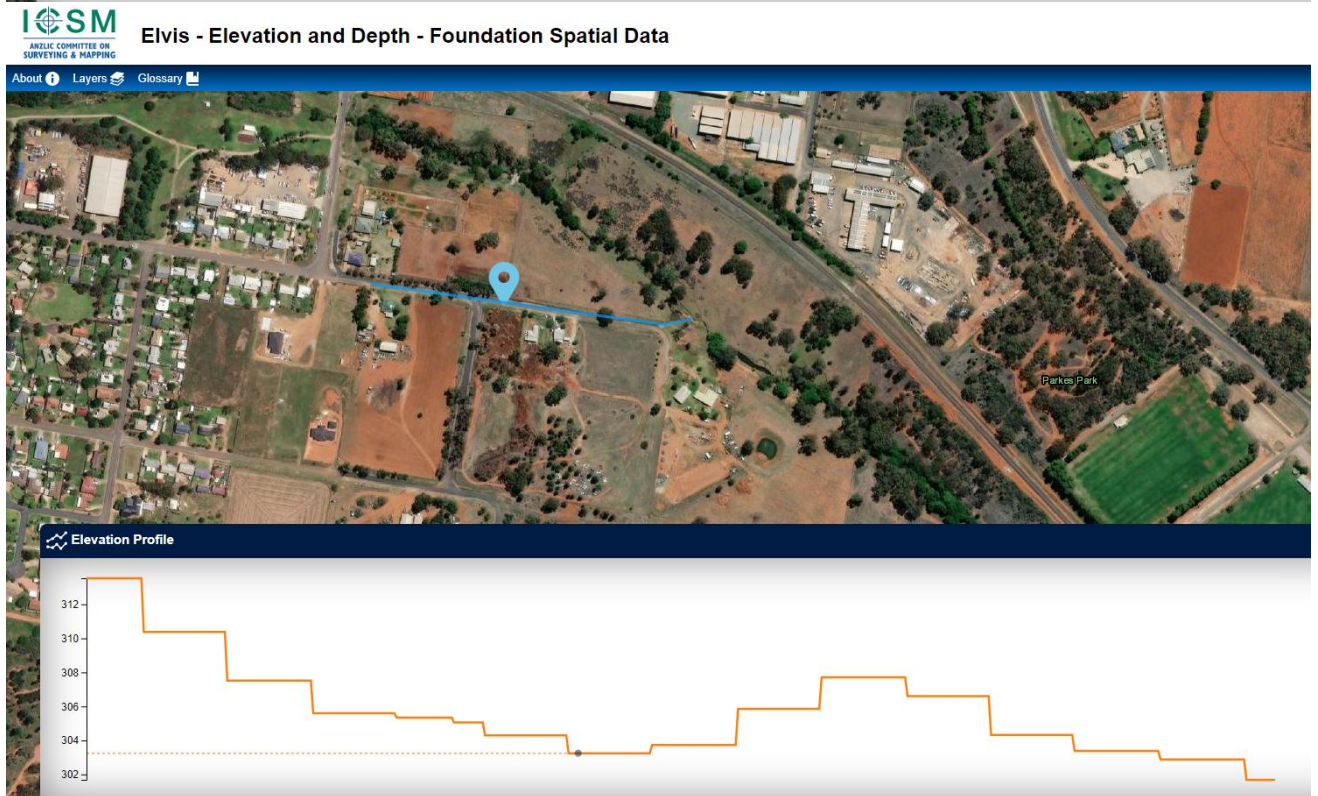 ICSM
ANZLIC COMMITTEE ON
SURVEYING & MAPPING
Elvis - Elevation and Depth - Foundation Spatial Data
About Layers Glossary
Parkes Park
Elevation Profile
312
310
308
306
304
302